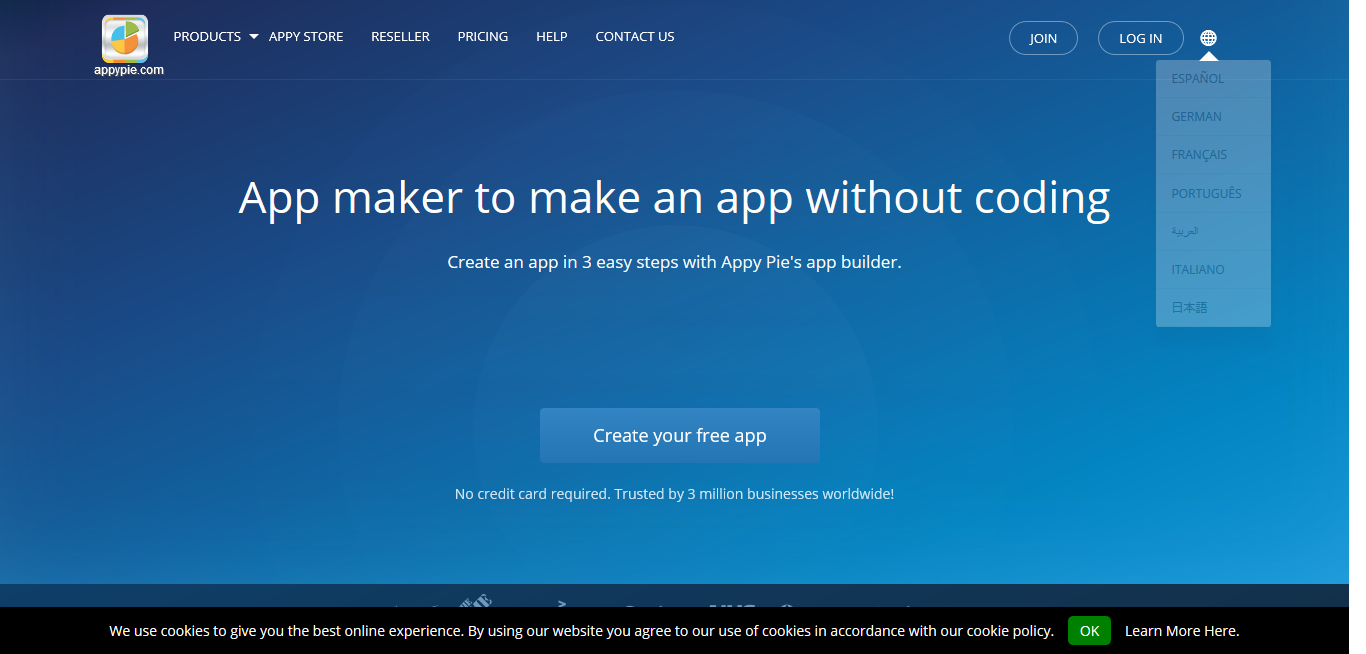 appypie.com
PRODUCTS APPY STORE RESELLER PRICING HELP CONTACT US JOIN LOG IN
ESPAÑOL
GERMAN
FRANÇAIS
PORTUGUÊS
العربية
ITALIANO
日本語
App maker to make an app without coding
Create an app in 3 easy steps with Appy Pie's app builder.
Create your free app
No credit card required. Trusted by 3 million businesses worldwide!
We use cookies to give you the best online experience. By using our website you agree to our use of cookies in accordance with our cookie policy. OK Learn More Here.